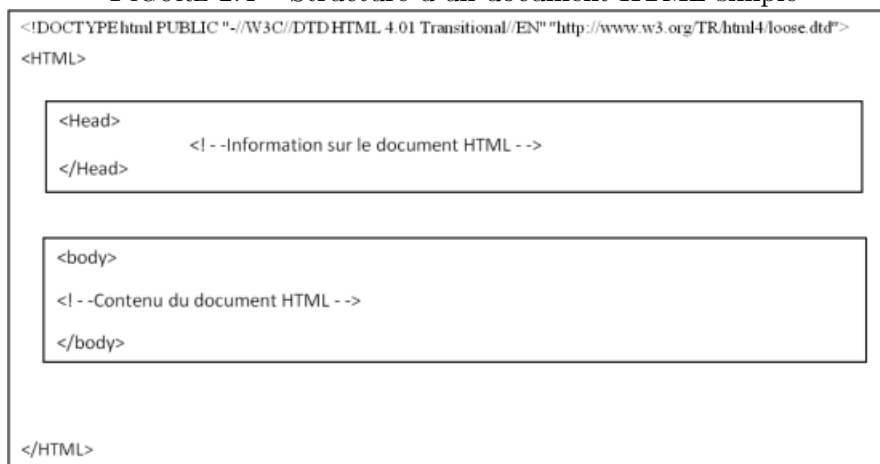 <!DOCTYPE html PUBLIC "-//W3C//DTD HTML 4.01 Transitional//EN" "http://www.w3.org/TR/html4/loose.dtd">
<HTML>
<Head>
<! - -Information sur le document HTML - ->
</Head>
<body>
<! - -Contenu du document HTML - ->
</body>
</HTML>